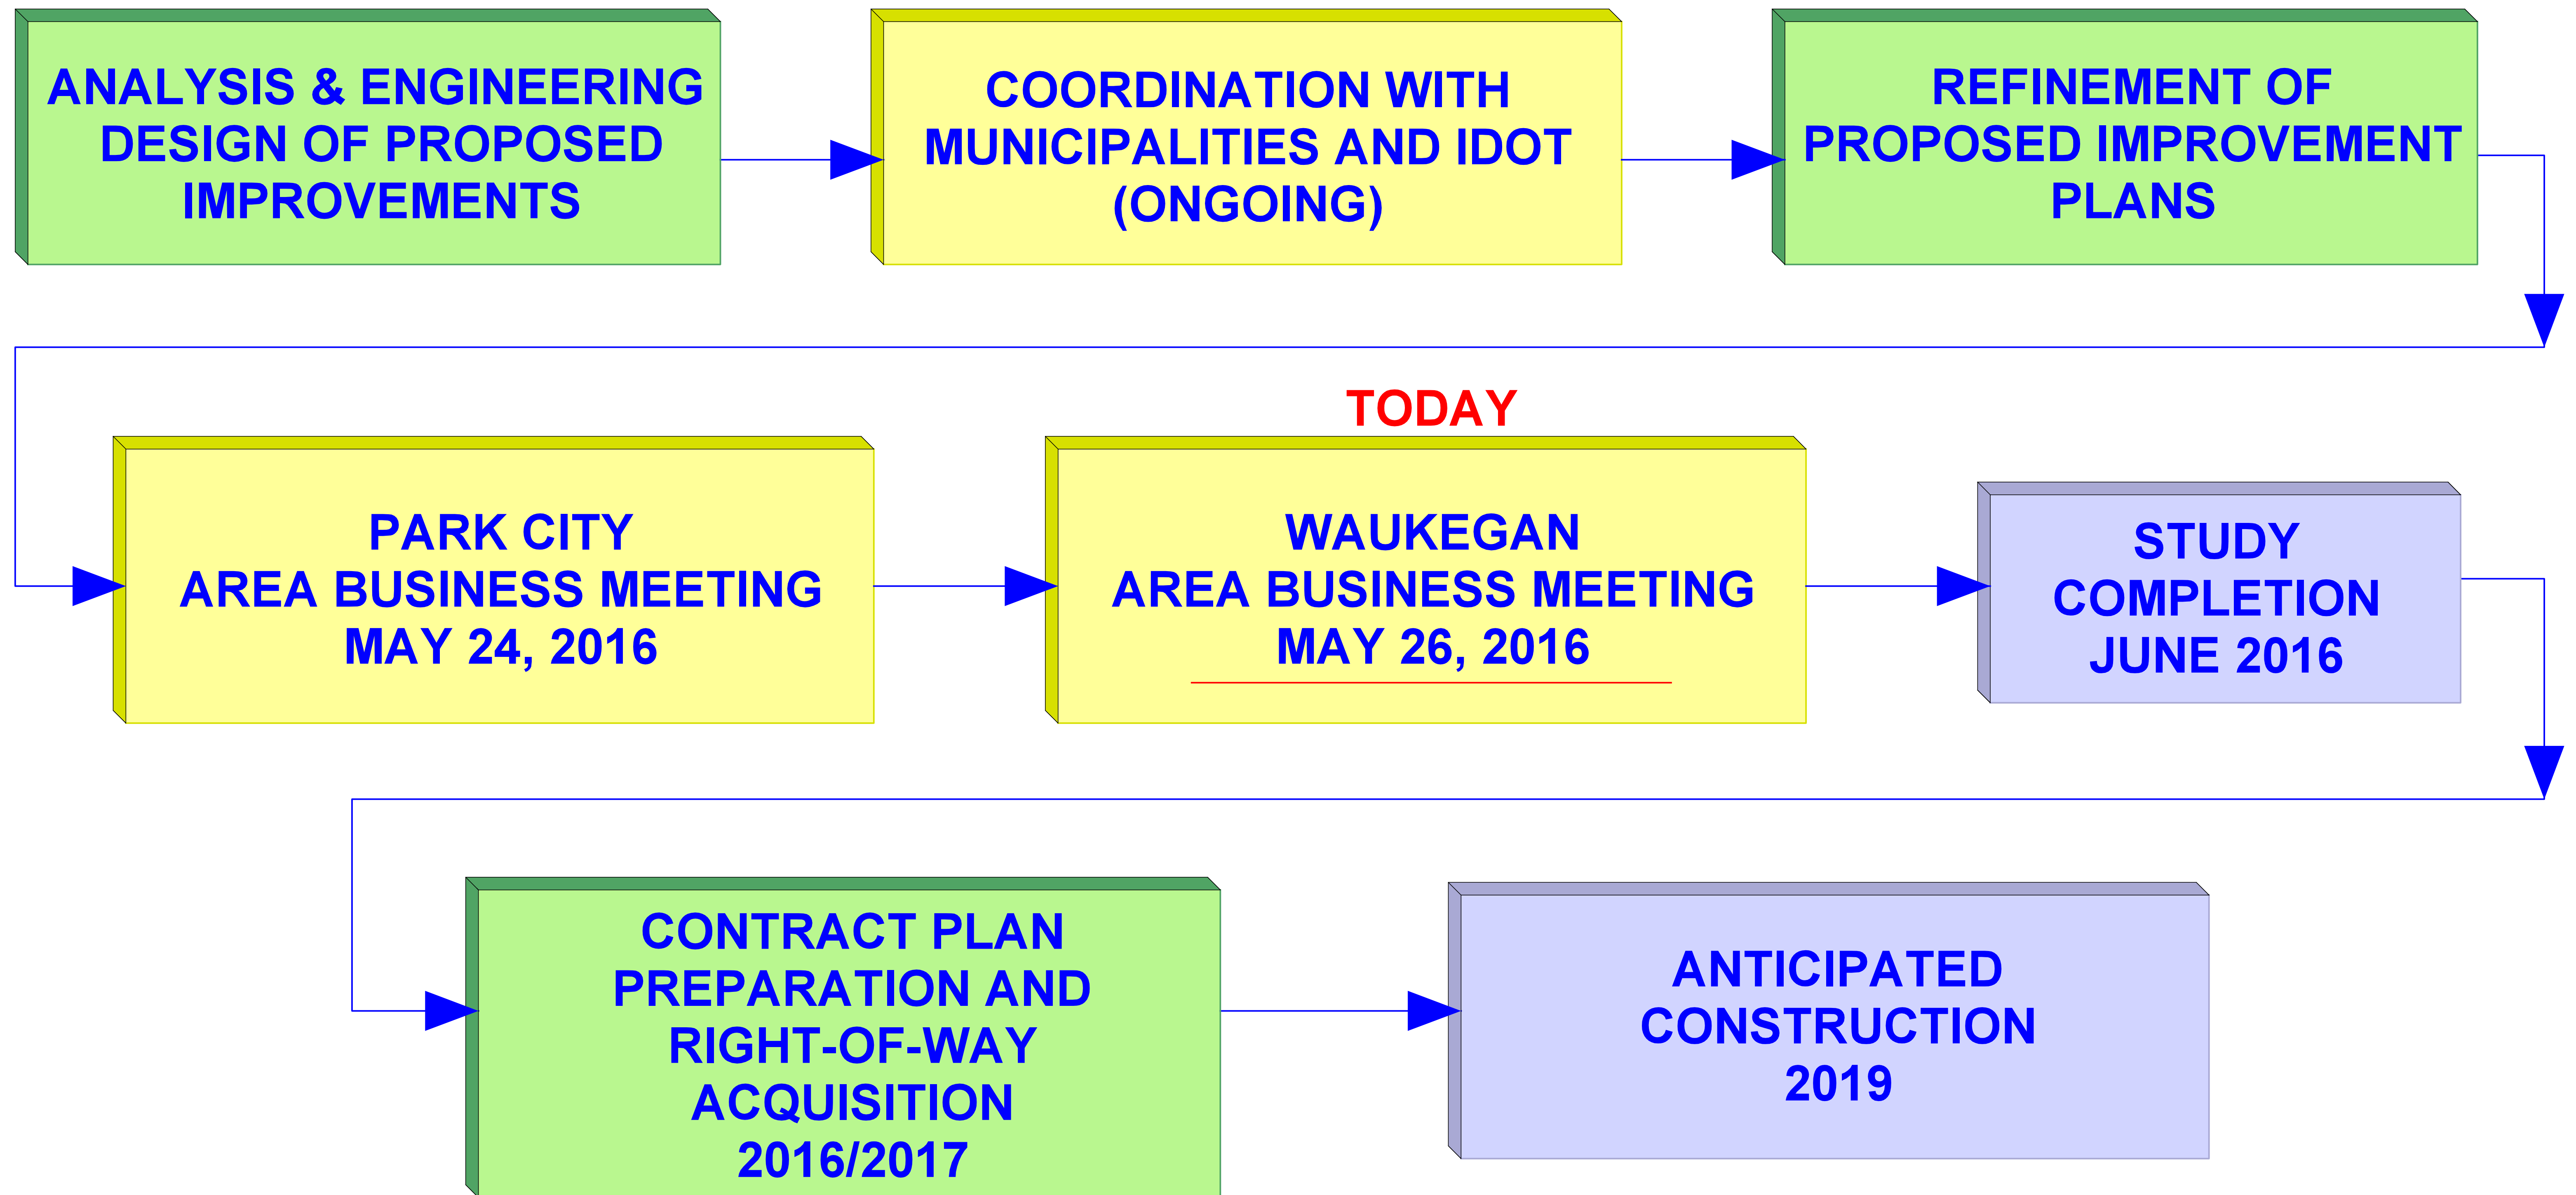 ANALYSIS & ENGINEERING
DESIGN OF PROPOSED
IMPROVEMENTS
COORDINATION WITH
MUNICIPALITIES AND IDOT
(ONGOING)
REFINEMENT OF
PROPOSED IMPROVEMENT
PLANS
PARK CITY
AREA BUSINESS MEETING
MAY 24, 2016
TODAY
WAUKEGAN
AREA BUSINESS MEETING
MAY 26, 2016
STUDY
COMPLETION
JUNE 2016
CONTRACT PLAN
PREPARATION AND
RIGHT-OF-WAY
ACQUISITION
2016/2017
ANTICIPATED
CONSTRUCTION
2019